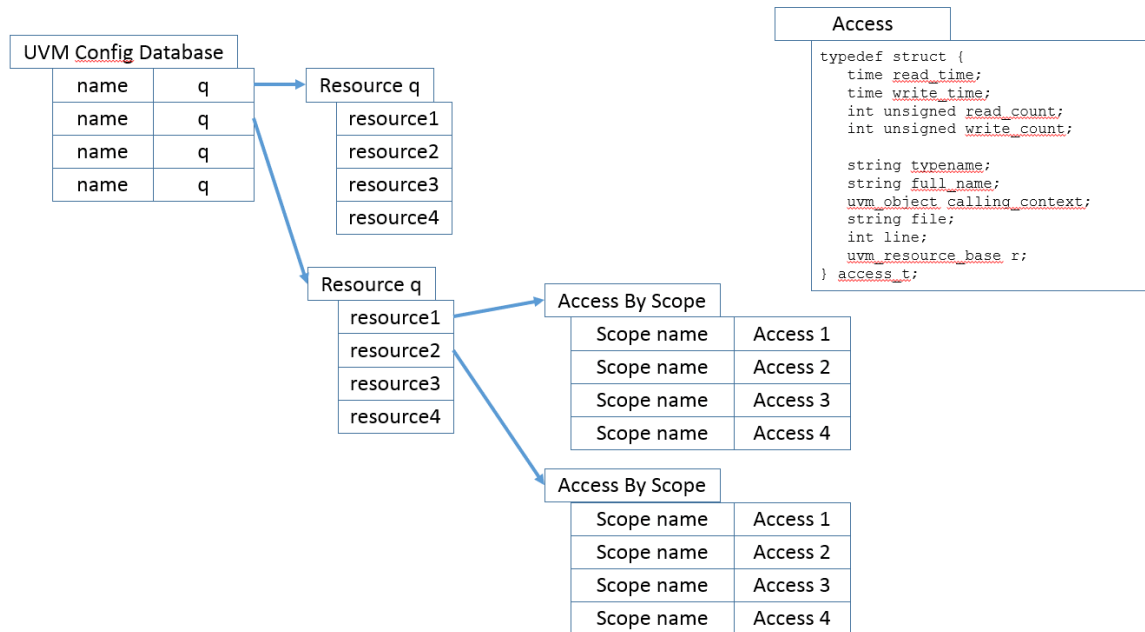 UVM Config Database
name q
name q
name q
name q
Resource q
resource1
resource2
resource3
resource4
Resource q
resource1
resource2
resource3
resource4
Access By Scope
Scope name Access 1
Scope name Access 2
Scope name Access 3
Scope name Access 4
Access By Scope
Scope name Access 1
Scope name Access 2
Scope name Access 3
Scope name Access 4
Access
typedef struct {
time read_time;
time write_time;
int unsigned read_count;
int unsigned write_count;
string typename;
string full_name;
uvm_object calling_context;
string file;
int line;
uvm_resource_base r;
} access_t;